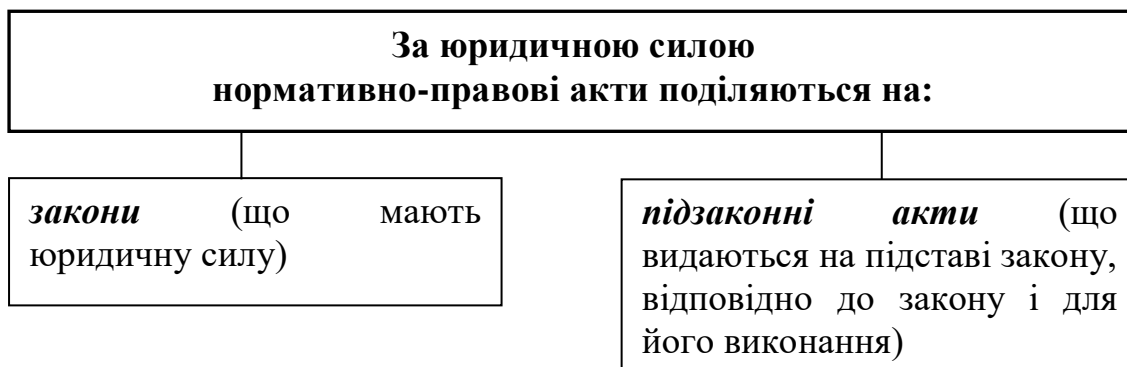 За юридичною силою
нормативно-правові акти поділяються на:
закони (що мають
юридичну силу)
підзаконні акти (що
видаються на підставі закону,
відповідно до закону і для
його виконання)